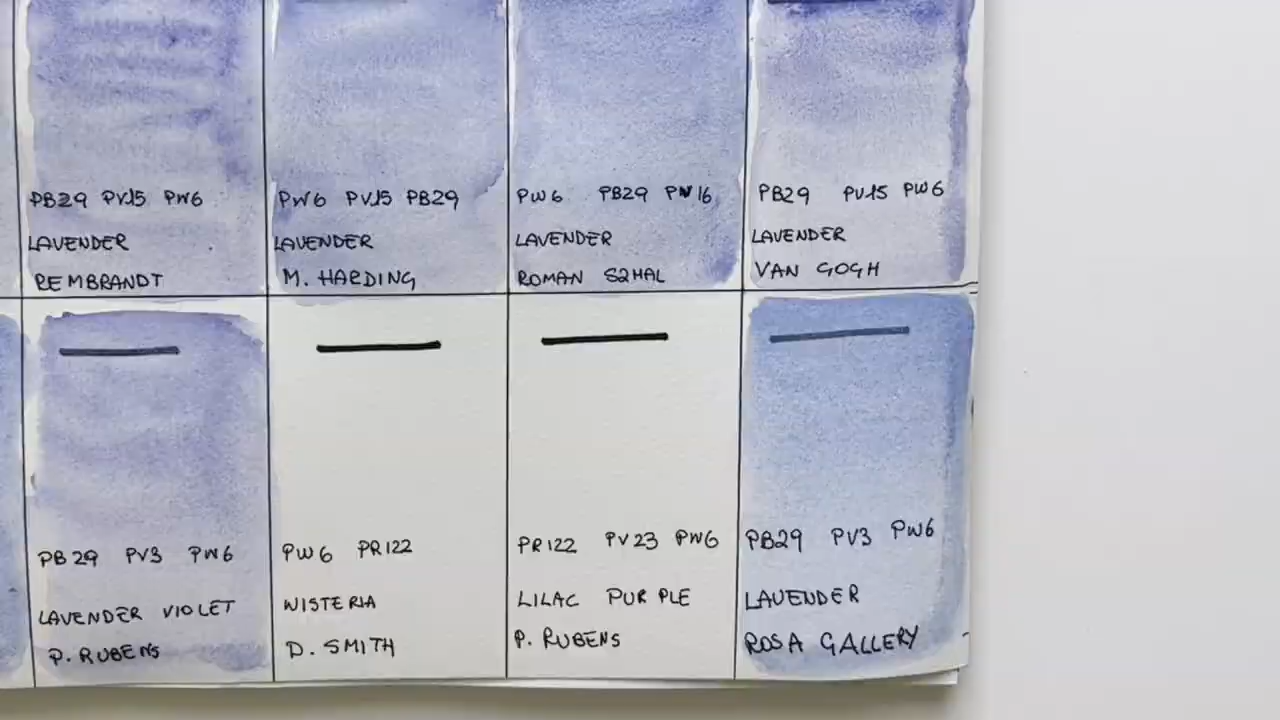 PB29 PV15 PW6
LAVENDER
REMBRANDT
PW6 PV15 PB29
LAVENDER
M. HARDING
PW6 PB29 PV16
LAVENDER
ROMAN SZMAL
PB29 PV15 PW6
LAVENDER
VAN GOGH
PB29 PV3 PW6
LAVENDER VIOLET
P. RUBENS
PW6 PR122
WISTERIA
D. SMITH
PR122 PV23 PW6
LILAC PURPLE
P. RUBENS
PB29 PV3 PW6
LAVENDER
ROSA GALLERY